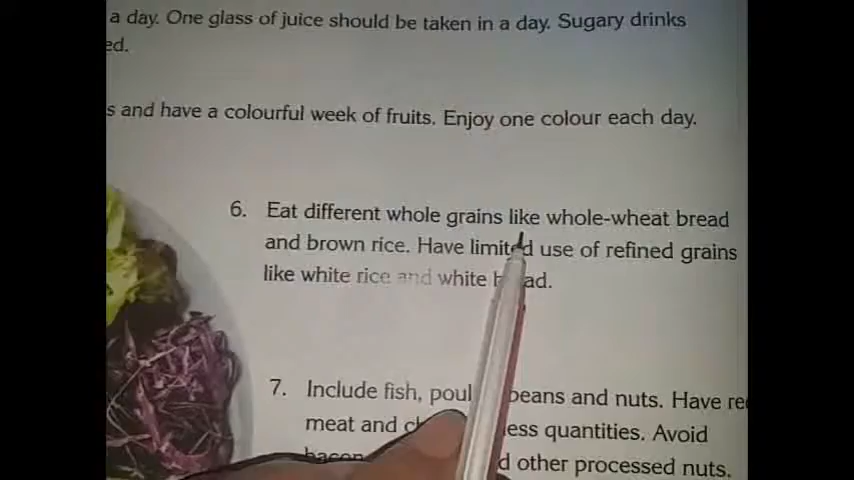 a day. One glass of juice should be taken in a day. Sugary drinks
ed.
s and have a colourful week of fruits. Enjoy one colour each day.
6. Eat different whole grains like whole-wheat bread
and brown rice. Have limited use of refined grains
like white rice and white bread.
7. Include fish, poul beans and nuts. Have re
meat and less quantities. Avoid
bacon other processed nuts.